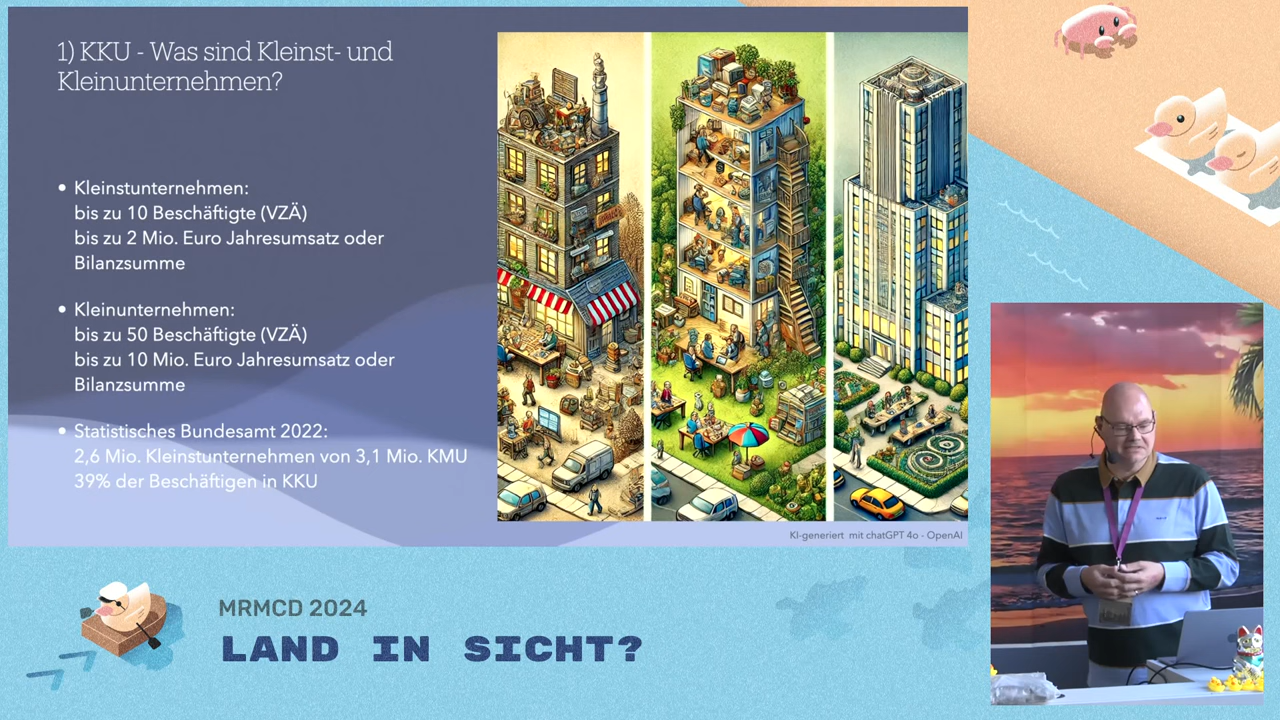 1) KKU - Was sind Kleinst- und
Kleinunternehmen?
• Kleinstunternehmen:
bis zu 10 Beschäftigte (VZÄ)
bis zu 2 Mio. Euro Jahresumsatz oder
Bilanzsumme
• Kleinunternehmen:
bis zu 50 Beschäftigte (VZÄ)
bis zu 10 Mio. Euro Jahresumsatz oder
Bilanzsumme
• Statistisches Bundesamt 2022:
2,6 Mio. Kleinstunternehmen von 3,1 Mio. KMU
39% der Beschäftigen in KKU
KI-generiert mit chatGPT 4o - OpenAI
MRMCD 2024
LAND IN SICHT?